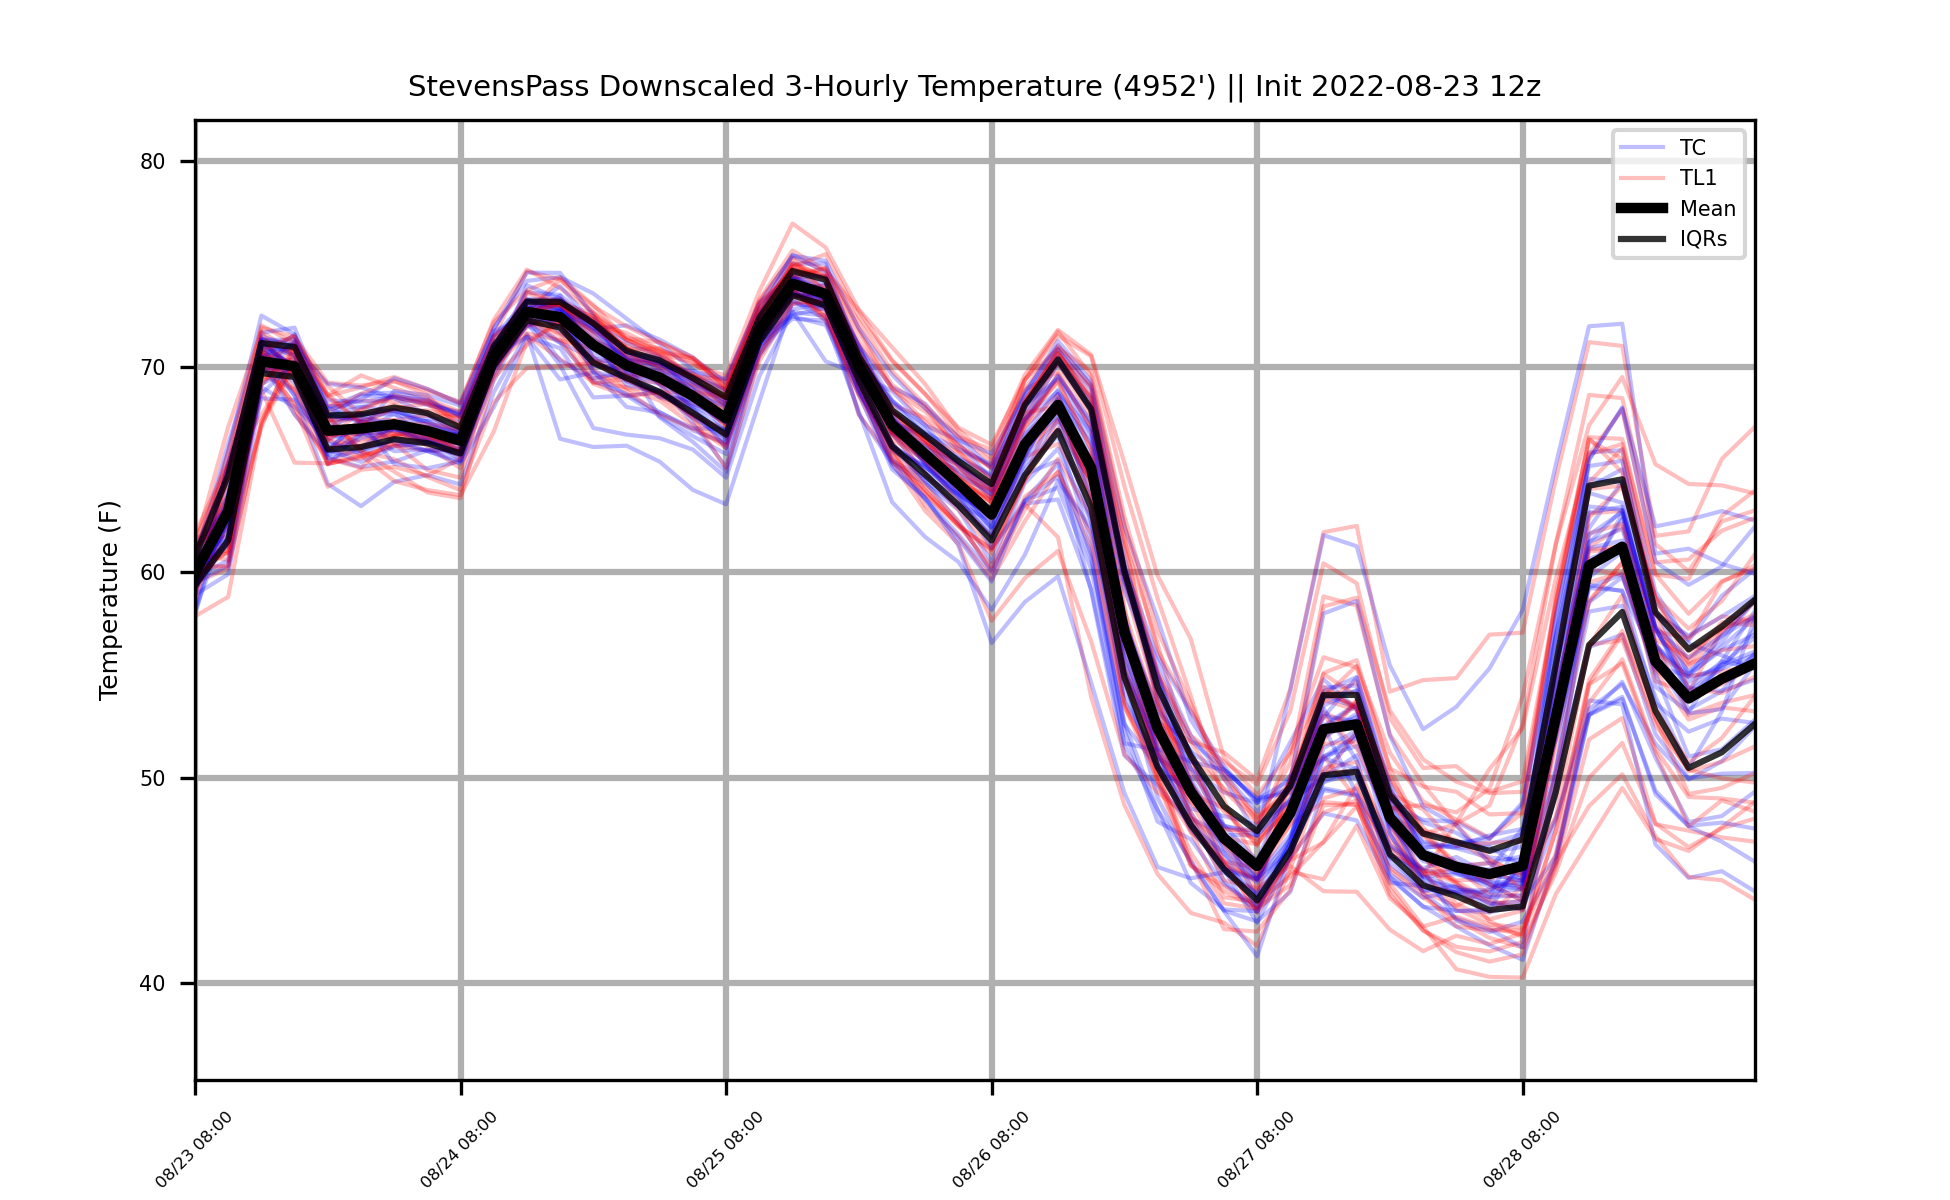 StevensPass Downscaled 3-Hourly Temperature (4952') || Init 2022-08-23 12z
TC
TL1
Mean
IQRs
Temperature (F)
80
70
60
50
40
08/23 08:00
08/24 08:00
08/25 08:00
08/26 08:00
08/27 08:00
08/28 08:00